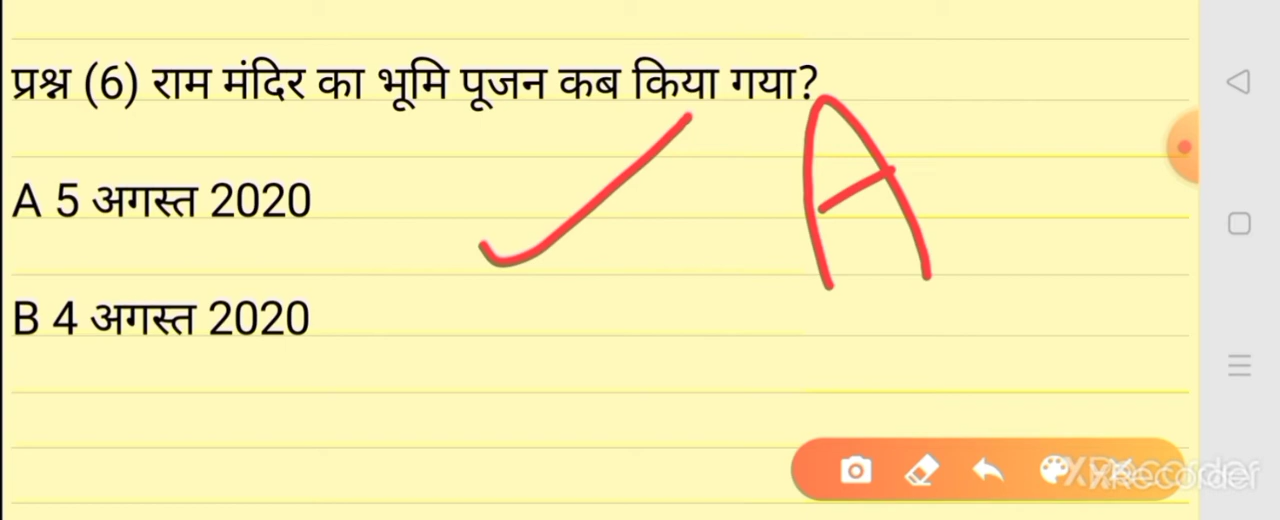 प्रश्न (6) राम मंदिर का भूमि पूजन कब किया गया?
A
A 5 अगस्त 2020
B 4 अगस्त 2020
XRecorder